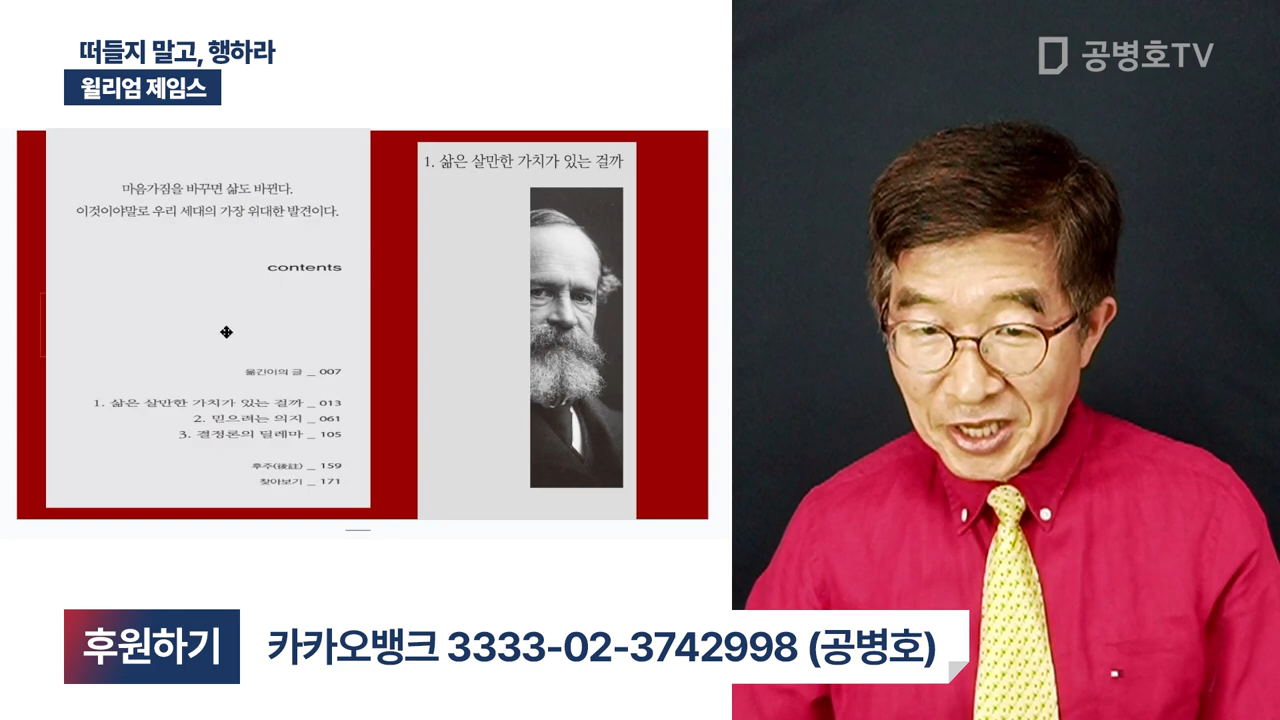 떠들지 말고, 행하라
윌리엄 제임스
공병호TV
마음가짐을 바꾸면 삶도 바뀐다.
이것이야말로 우리 세대의 가장 위대한 발견이다.
contents
옮긴이의 글 _ 007
1. 삶은 살만한 가치가 있는 걸까 _ 013
2. 믿으려는 의지 _ 061
3. 결정론의 딜레마 _ 105
후주(後註) _ 159
찾아보기 _ 171
1. 삶은 살만한 가치가 있는 걸까
후원하기
카카오뱅크 3333-02-3742998 (공병호)